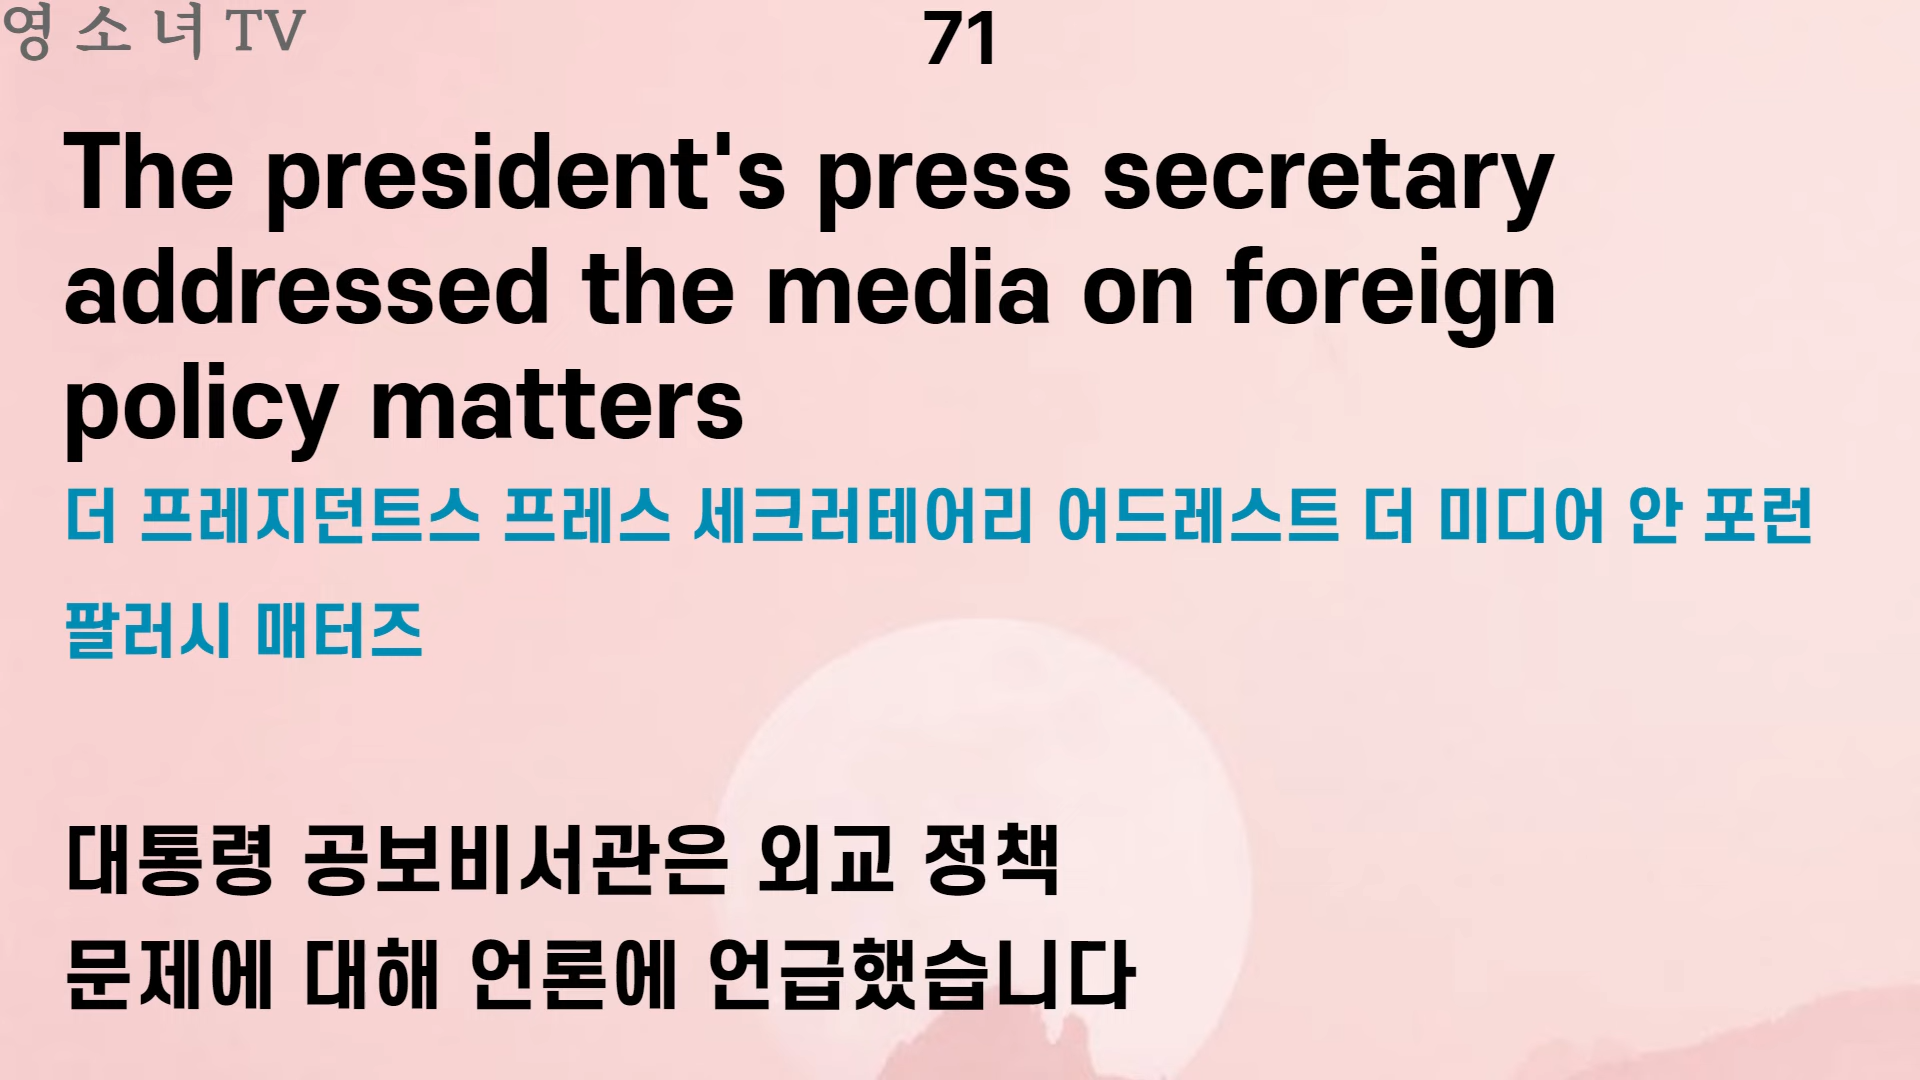 영소녀TV
71
The president's press secretary
addressed the media on foreign
policy matters
더 프레지던트스 프레스 세크러테어리 어드레스트 더 미디어 안 포런
팔러시 매터즈
대통령 공보비서관은 외교 정책
문제에 대해 언론에 언급했습니다